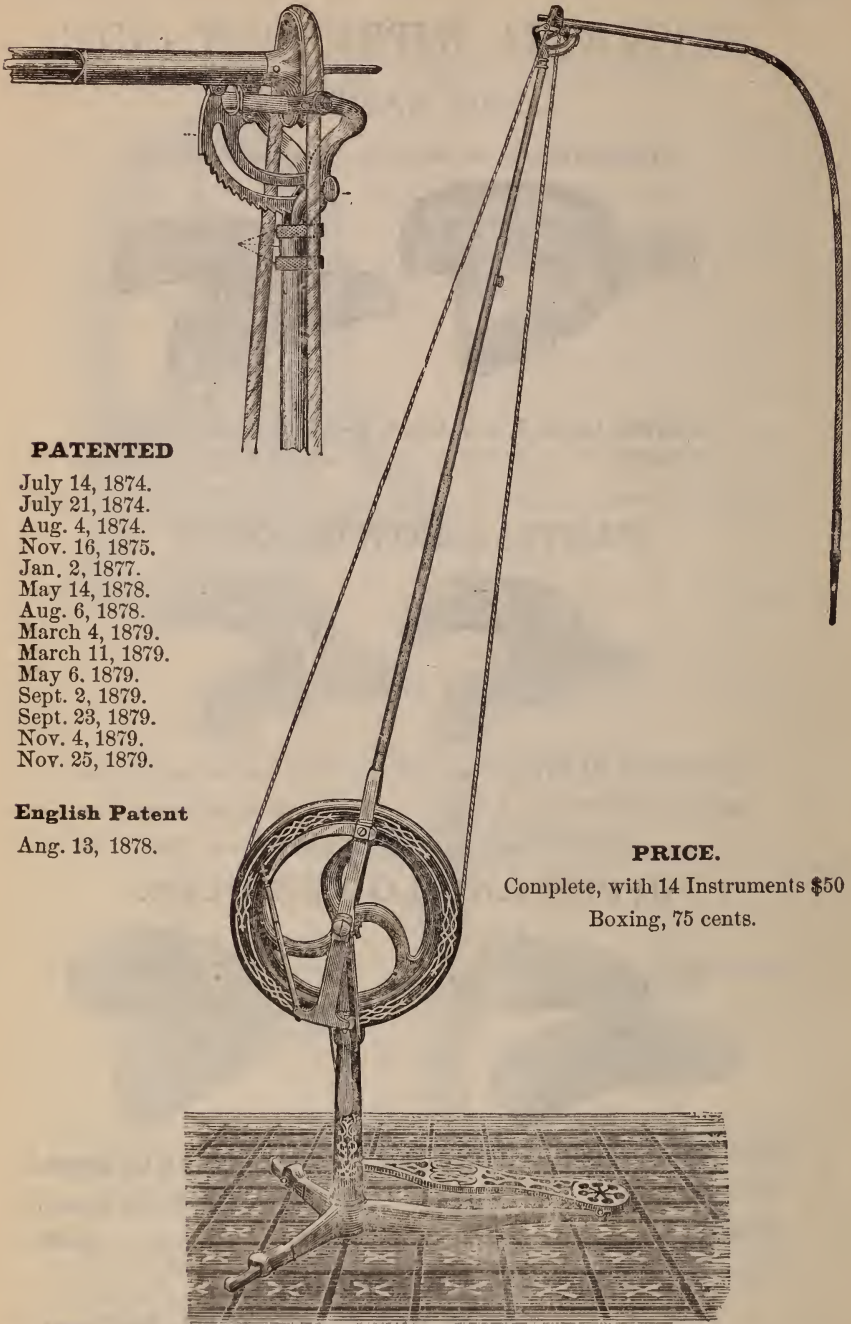 PATENTED
July 14, 1874.
July 21, 1874.
Aug. 4, 1874.
Nov. 16, 1875.
Jan. 2, 1877.
May 14, 1878.
Aug. 6, 1878.
March 4, 1879.
March 11, 1879.
May 6. 1879.
Sept. 2, 1879.
Sept. 23, 1879.
Nov. 4, 1879.
Nov. 25, 1879.
English Patent
Ang. 13, 1878.
PRICE.
Complete, with 14 Instruments $50
Boxing, 75 cents.